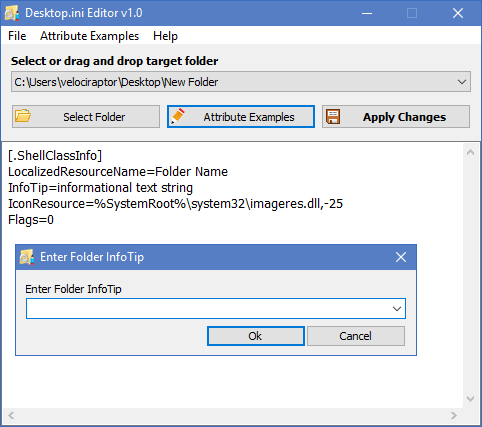 Desktop.ini Editor v1.0
File Attribute Examples Help
Select or drag and drop target folder
C:\Users\velociraptor\Desktop\New Folder
Select Folder Attribute Examples Apply Changes
[.ShellClassInfo]
LocalizedResourceName=Folder Name
InfoTip=informational text string
IconResource=%SystemRoot%\system32\imageres.dll,-25
Flags=0
Enter Folder InfoTip
Enter Folder InfoTip
Ok Cancel